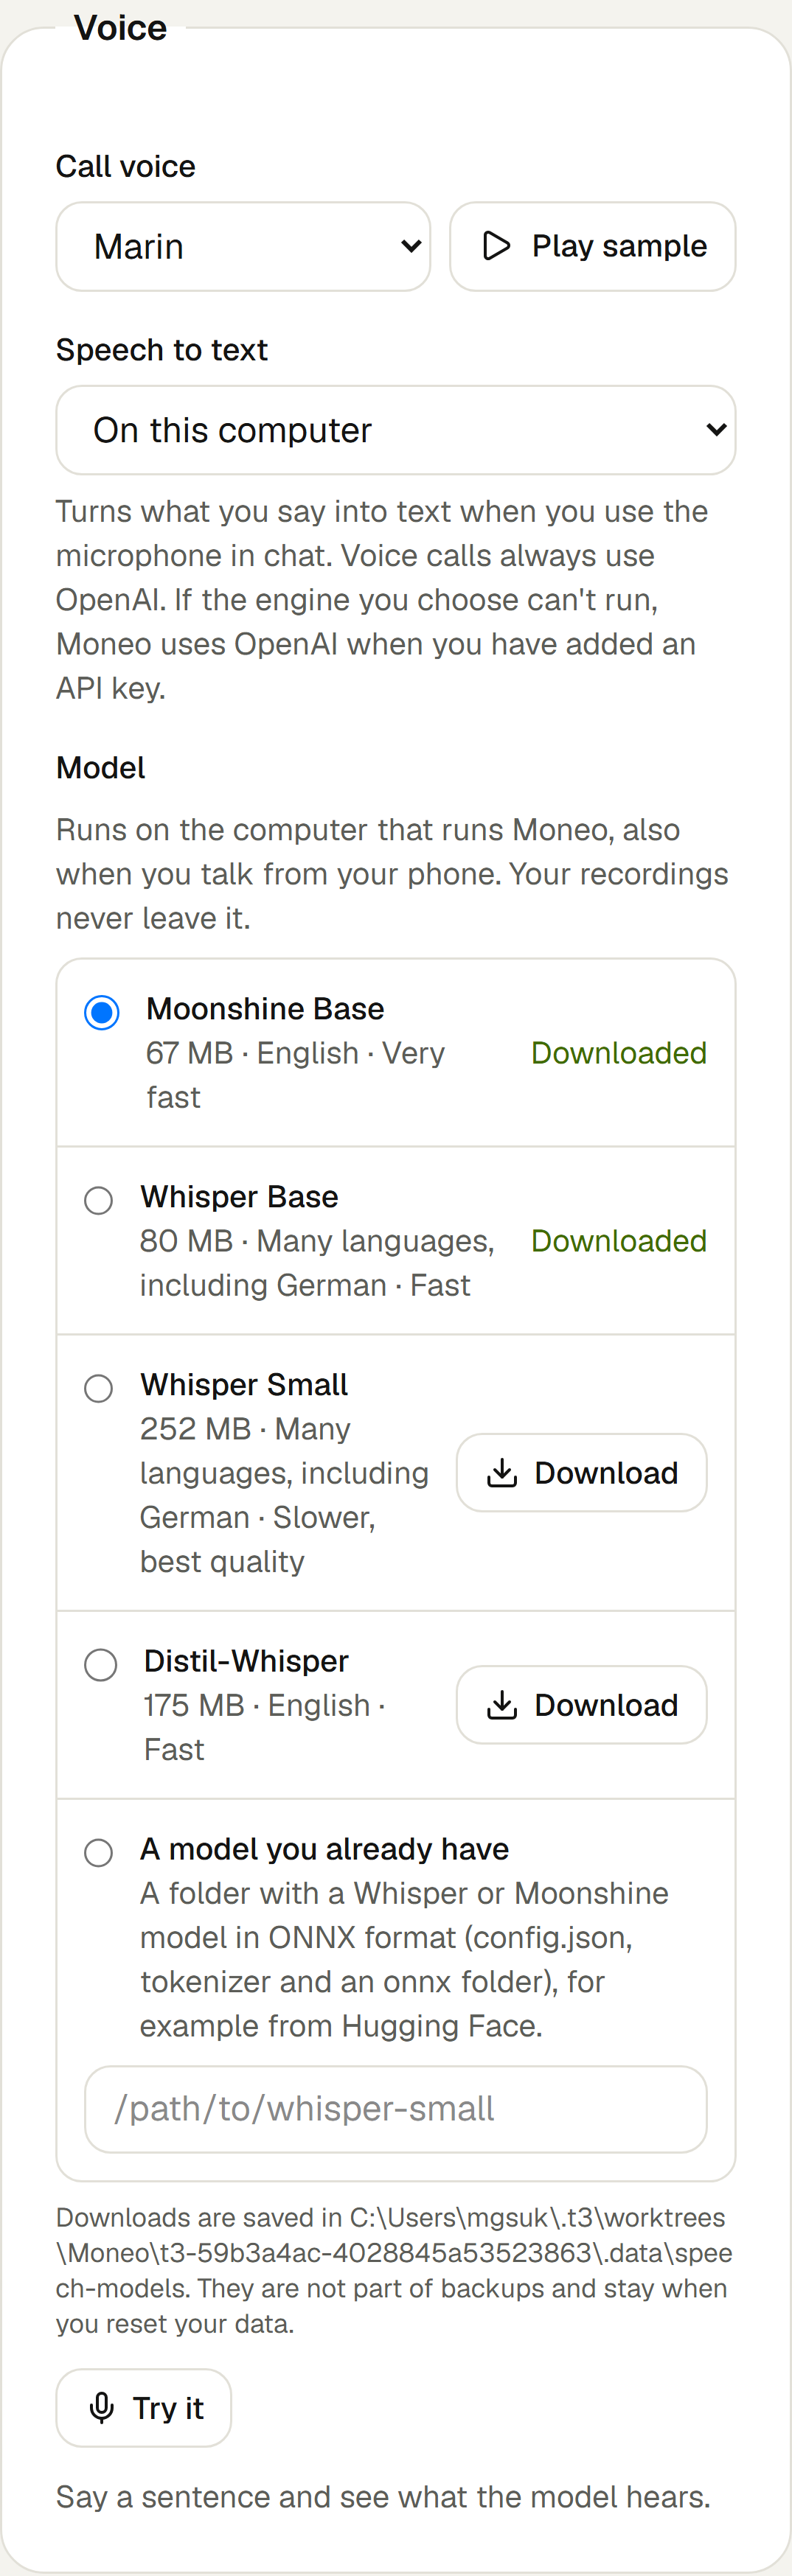 Voice
Call voice
Marin
Play sample
Speech to text
On this computer
Turns what you say into text when you use the
microphone in chat. Voice calls always use
OpenAI. If the engine you choose can't run,
Moneo uses OpenAI when you have added an
API key.
Model
Runs on the computer that runs Moneo, also
when you talk from your phone. Your recordings
never leave it.
Moonshine Base
67 MB · English · Very
fast
Downloaded
Whisper Base
80 MB · Many languages,
including German · Fast
Downloaded
Whisper Small
252 MB · Many
languages, including
German · Slower,
best quality
Download
Distil-Whisper
175 MB · English ·
Fast
Download
A model you already have
A folder with a Whisper or Moonshine
model in ONNX format (config.json,
tokenizer and an onnx folder), for
example from Hugging Face.
/path/to/whisper-small
Downloads are saved in C:\Users\mgsuk\.t3\worktrees
\Moneo\t3-59b3a4ac-4028845a53523863\.data\spee
ch-models. They are not part of backups and stay when
you reset your data.
Try it
Say a sentence and see what the model hears.